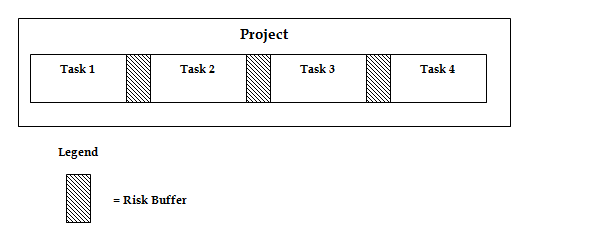 Project
Task 1 Task 2 Task 3 Task 4
Legend
= Risk Buffer